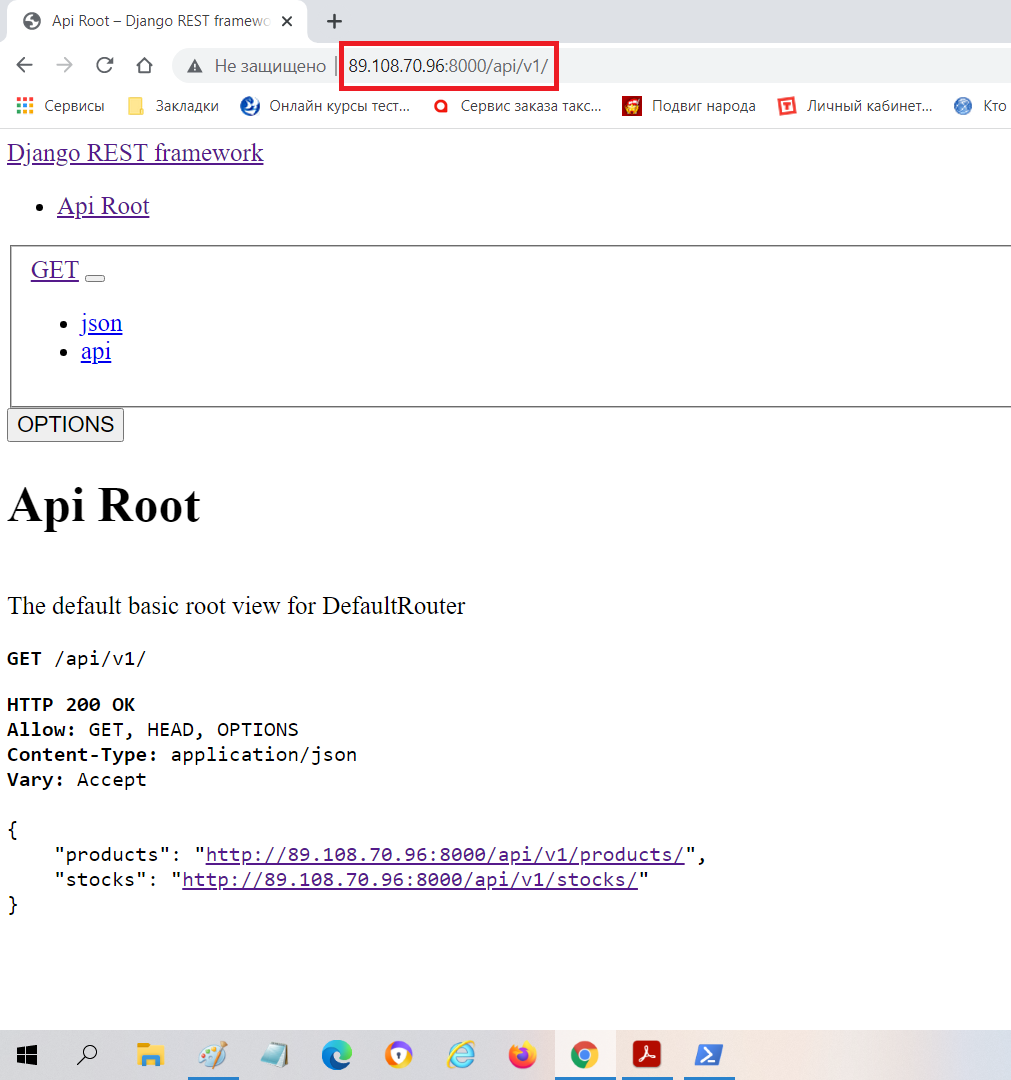 Api Root – Django REST framewo
Не защищено | 89.108.70.96:8000/api/v1/
Сервисы Закладки Онлайн курсы тест... Сервис заказа такс... Подвиг народа Личный кабинет... Кто
Django REST framework
Api Root
GET
json
api
OPTIONS
Api Root
The default basic root view for DefaultRouter
GET /api/v1/
HTTP 200 OK
Allow: GET, HEAD, OPTIONS
Content-Type: application/json
Vary: Accept
{
"products": "http://89.108.70.96:8000/api/v1/products/",
"stocks": "http://89.108.70.96:8000/api/v1/stocks/"
}